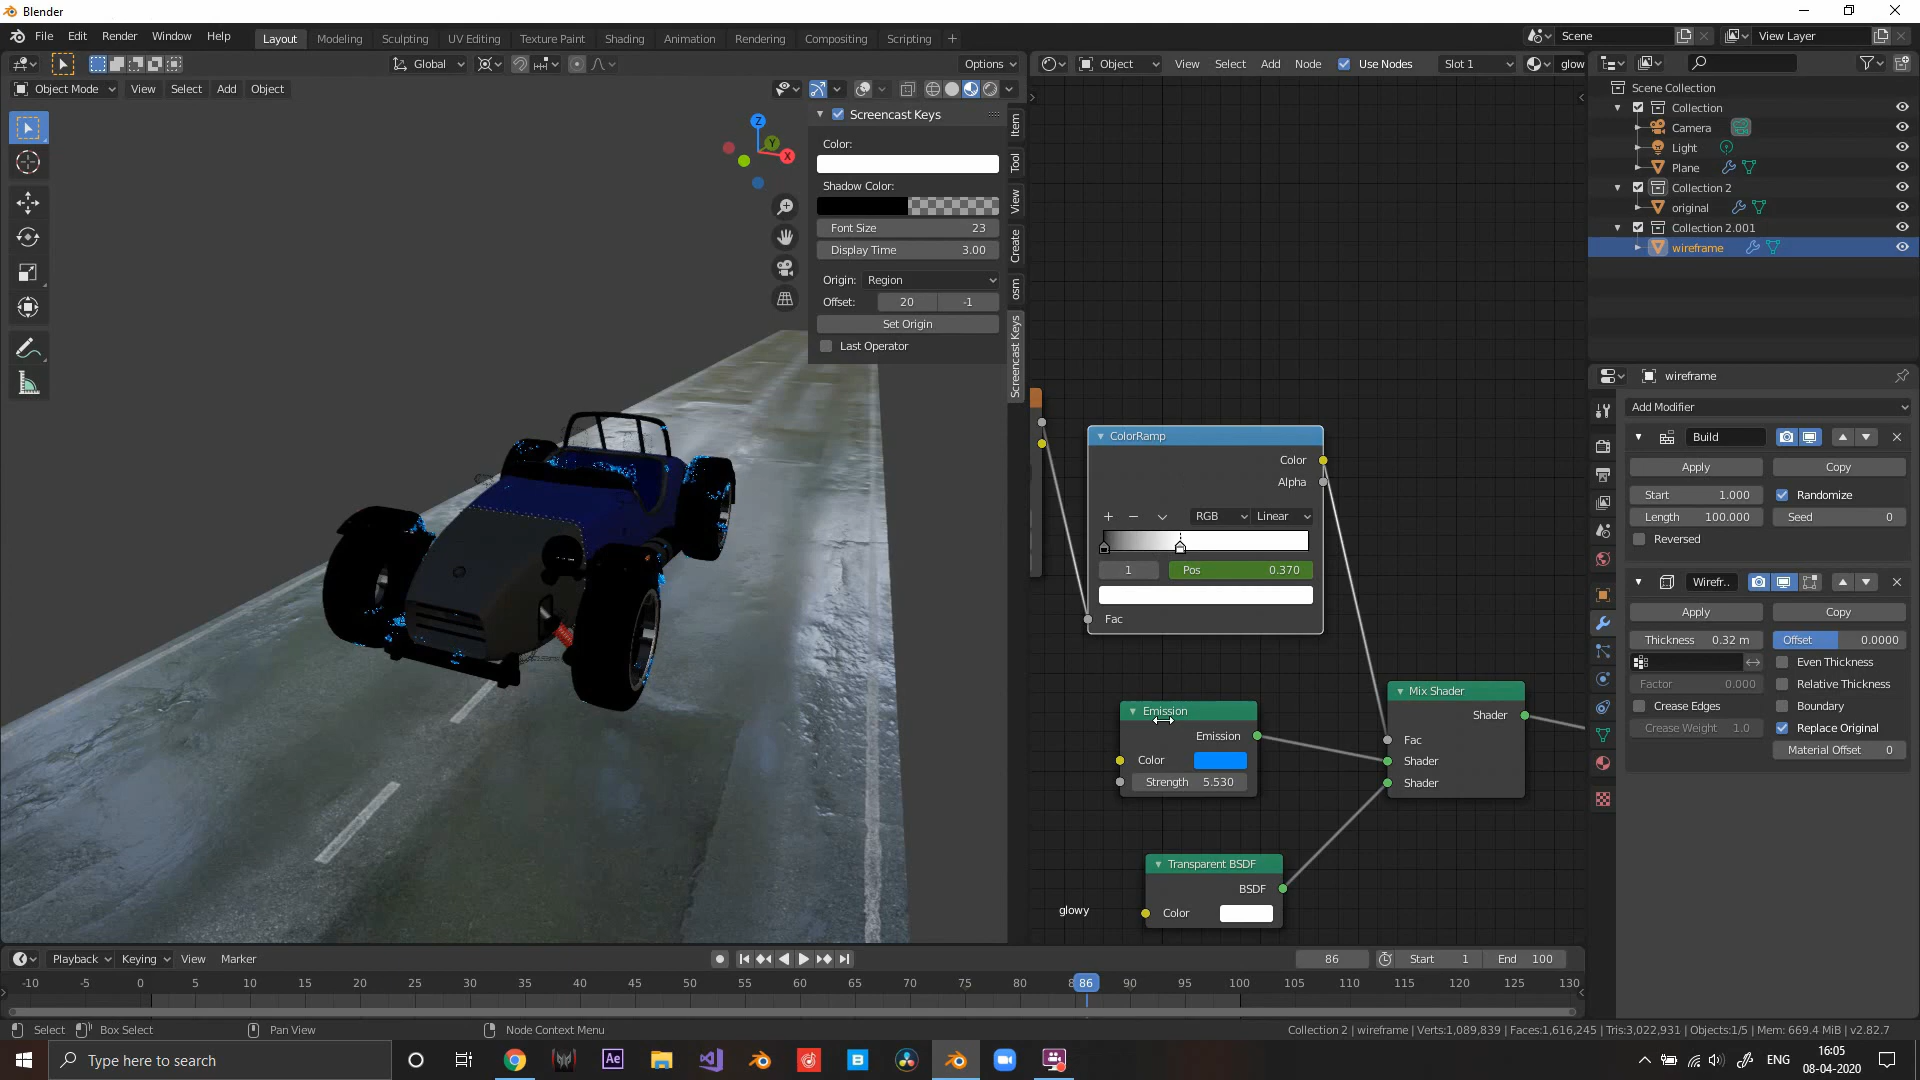 Blender
File Edit Render Window Help
Layout Modeling Sculpting UV Editing Texture Paint Shading Animation Rendering Compositing Scripting +
Scene
View Layer
Global
Options
Object
View Select Add Node
Use Nodes
Slot 1
glow
Object Mode
View Select Add Object
Screencast Keys
Color:
Shadow Color:
Font Size 23
Display Time 3.00
Origin: Region
Offset: 20 -1
Set Origin
Last Operator
Z
Y
X
Item
Tool
View
Create
osm
Screencast Keys
ColorRamp
Color
Alpha
RGB Linear
1
Pos 0.370
Fac
Emission
Emission
Color
Strength 5.530
Transparent BSDF
BSDF
Color
Mix Shader
Shader
Fac
Shader
Shader
glowy
Scene Collection
Collection
Camera
Light
Plane
Collection 2
original
Collection 2.001
wireframe
wireframe
Add Modifier
Build
Apply Copy
Start 1.000
Randomize
Length 100.000
Seed 0
Reversed
Wirefr..
Apply Copy
Thickness 0.32 m
Offset 0.0000
Even Thickness
Factor 0.000
Relative Thickness
Crease Edges
Boundary
Crease Weight 1.0
Replace Original
Material Offset 0
Playback Keying View Marker
86
Start 1
End 100
-10 -5 0 5 10 15 20 25 30 35 40 45 50 55 60 65 70 75 80 8 86 90 95 100 105 110 115 120 125 130
Select Box Select Pan View Node Context Menu
Collection 2 | wireframe | Verts:1,089,839 | Faces:1,616,245 | Tris:3,022,931 | Objects:1/5 | Mem: 669.4 MiB | v2.82.7
Type here to search
Ae
B
ENG
16:05
08-04-2020